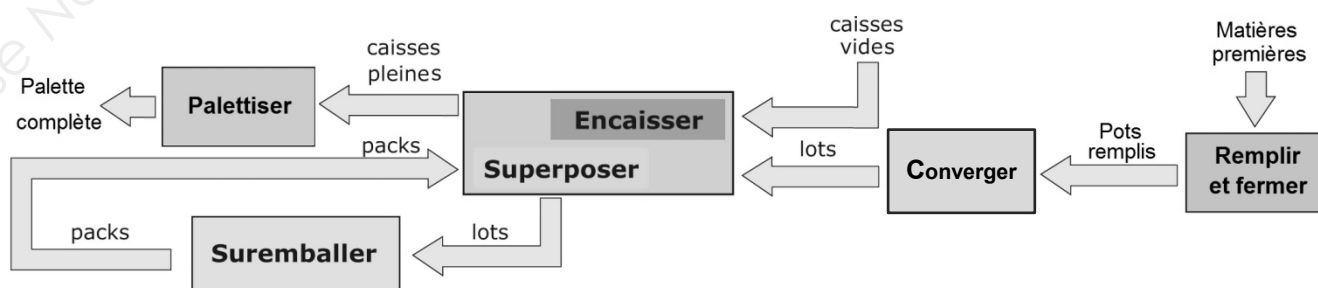 caisses
vides
Matières
premières
caisses
pleines
Palette
complète
Palettiser
Encaisser
packs
lots
Pots
remplis
Superposer
Converger
Remplir
et fermer
packs
Suremballer
lots